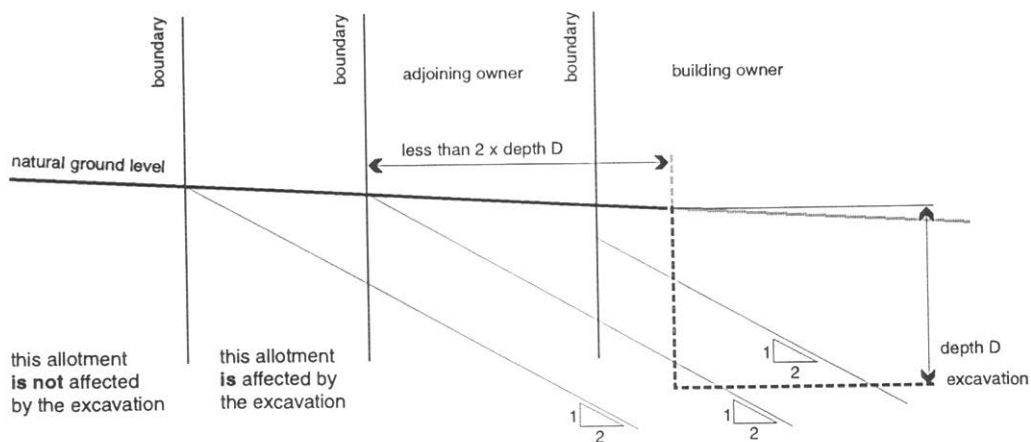 boundary
boundary
boundary
adjoining owner
building owner
less than 2 x depth D
natural ground level
this allotment
is not affected
by the excavation
this allotment
is affected by
the excavation
1
2
1
2
1
2
depth D
excavation